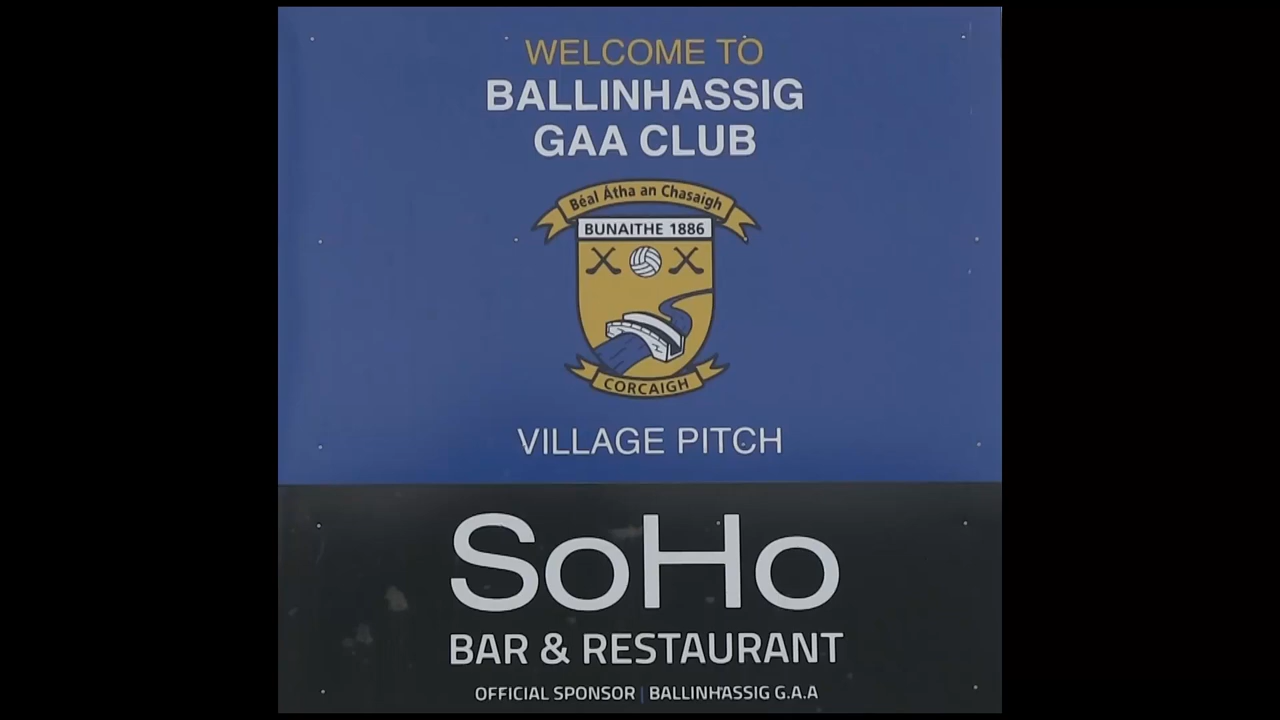 WELCOME TO
BALLINHASSIG
GAA CLUB
Béal Átha an Chasaigh
BUNAITHE 1886
CORCAIGH
VILLAGE PITCH
SoHo
BAR & RESTAURANT
OFFICIAL SPONSOR | BALLINHASSIG G.A.A